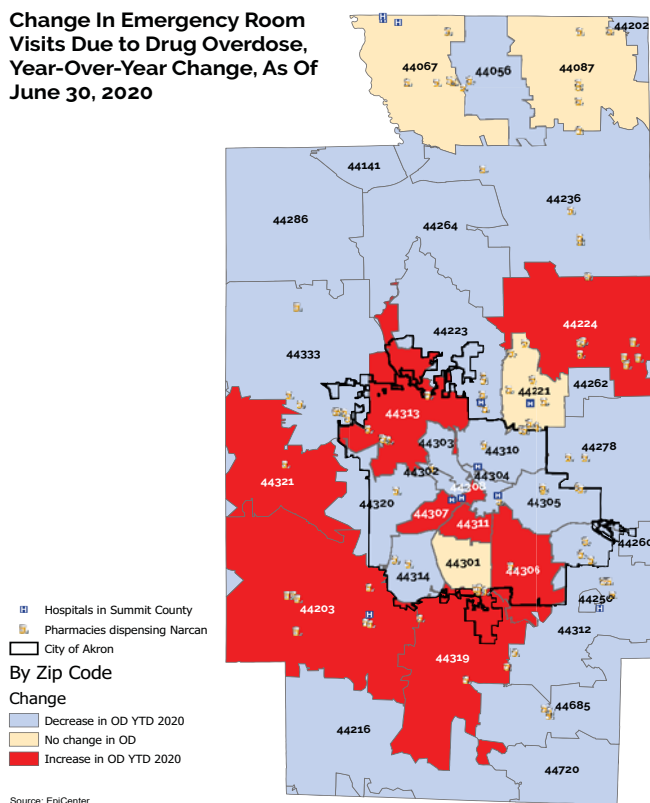 Change In Emergency Room
Visits Due to Drug Overdose,
Year-Over-Year Change, As Of
June 30, 2020
44202
44067
44056
44087
44141
44236
44286
44264
44223
44224
44333
44262
44221
44313
44303
44310
44278
44302
44304
44321
44320
44305
44307
44311
44260
44301
44306
44314
44250
44203
44312
44319
44685
44216
44720
Hospitals in Summit County
Pharmacies dispensing Narcan
City of Akron
By Zip Code
Change
Decrease in OD YTD 2020
No change in OD
Increase in OD YTD 2020
Source: EpiCenter